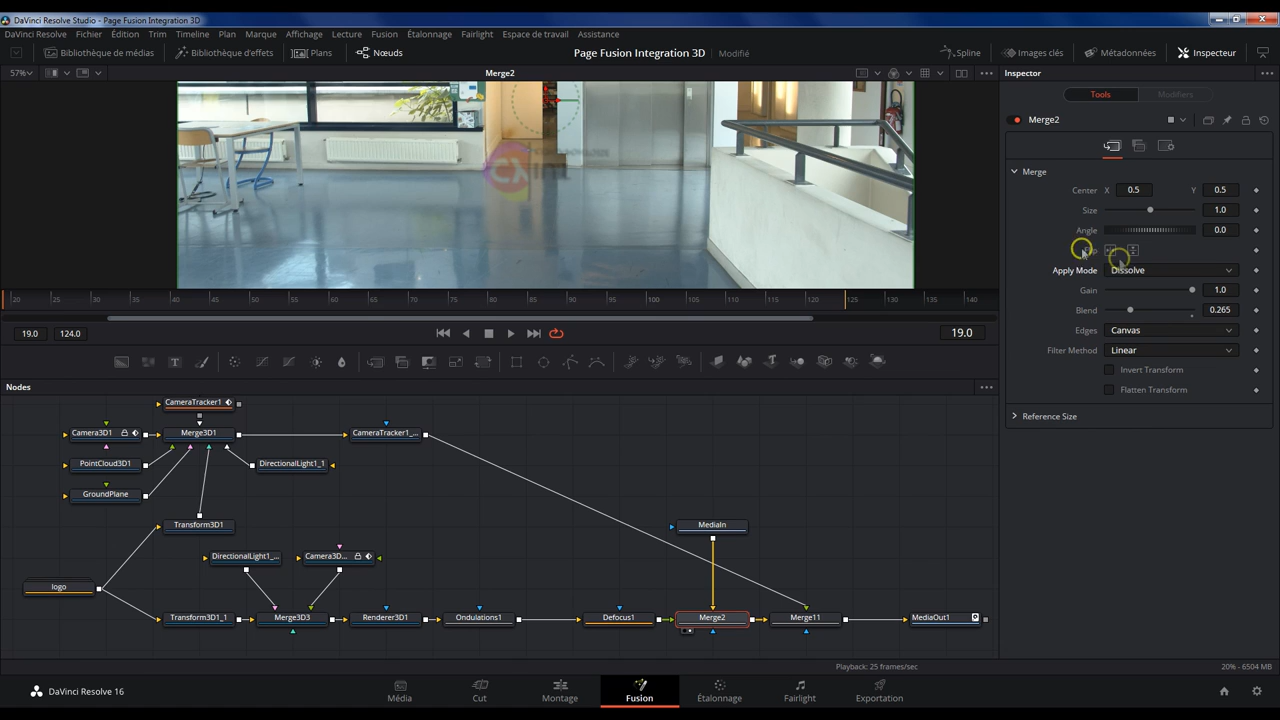 DaVinci Resolve Studio - Page Fusion Integration 3D
DaVinci Resolve Fichier Édition Trim Timeline Plan Marque Affichage Lecture Fusion Étalonnage Fairlight Espace de travail Assistance
Bibliothèque de médias Bibliothèque d'effets Plans Nœuds Page Fusion Integration 3D Modifié Spline Images clés Métadonnées Inspecteur
57% Merge2 Inspector
Tools Modifiers
Merge2
Merge
Center X 0.5 Y 0.5
Size 1.0
Angle 0.0
Apply Mode Dissolve
Gain 1.0
Blend 0.265
Edges Canvas
Filter Method Linear
Invert Transform
Flatten Transform
Reference Size
20 25 30 35 40 45 50 55 60 65 70 75 80 85 90 95 100 105 110 115 120 125 130 135 140
19.0 124.0 19.0
Nodes
CameraTracker1
Camera3D1 Merge3D1 CameraTracker1_...
PointCloud3D1 DirectionalLight1_1
GroundPlane
Transform3D1 MediaIn
DirectionalLight1_... Camera3D...
logo
Transform3D1_1 Merge3D3 Renderer3D1 Ondulations1 Defocus1 Merge2 Merge11 MediaOut1
Playback: 25 frames/sec 20% - 6504 MB
DaVinci Resolve 16 Média Cut Montage Fusion Étalonnage Fairlight Exportation